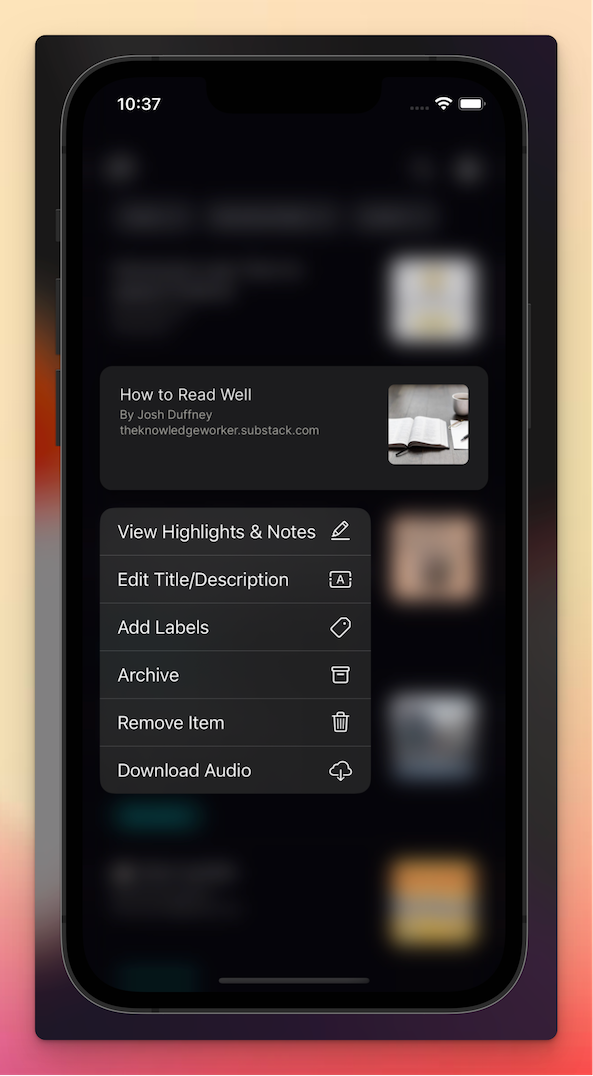 10:37
How to Read Well
By Josh Duffney
theknowledgeworker.substack.com
View Highlights & Notes
Edit Title/Description
A
Add Labels
Archive
Remove Item
Download Audio